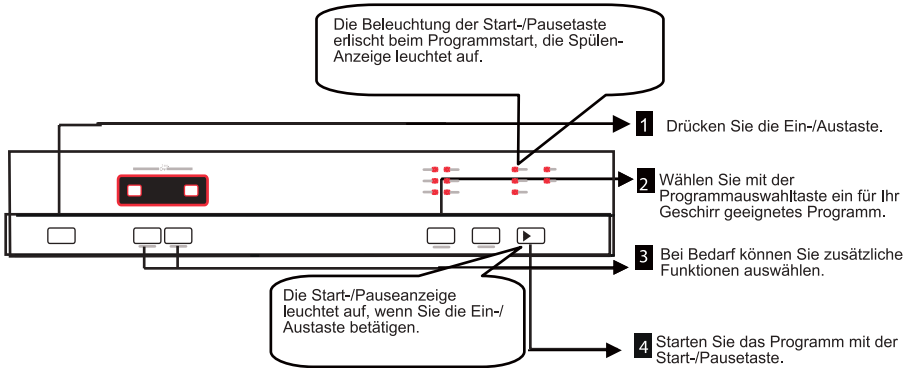 Die Beleuchtung der Start-/Pausetaste
erlischt beim Programmstart, die Spülen-
Anzeige leuchtet auf.
1 Drücken Sie die Ein-/Austaste.
2 Wählen Sie mit der
Programmauswahltaste ein für Ihr
Geschirr geeignetes Programm.
3 Bei Bedarf können Sie zusätzliche
Funktionen auswählen.
Die Start-/Pauseanzeige
leuchtet auf, wenn Sie die Ein-/
Austaste betätigen.
4 Starten Sie das Programm mit der
Start-/Pausetaste.